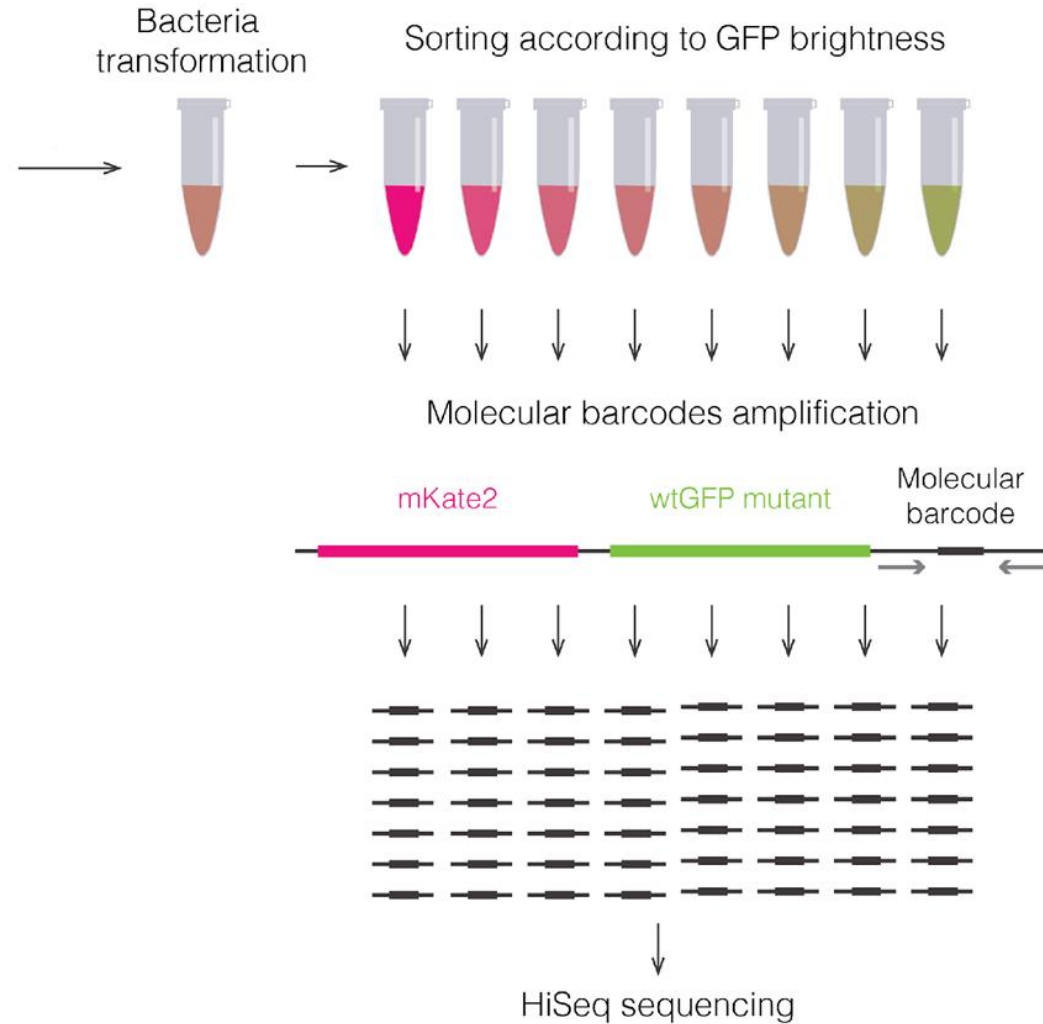 Bacteria
transformation
Sorting according to GFP brightness
Molecular barcodes amplification
mKate2
wtGFP mutant
Molecular
barcode
HiSeq sequencing